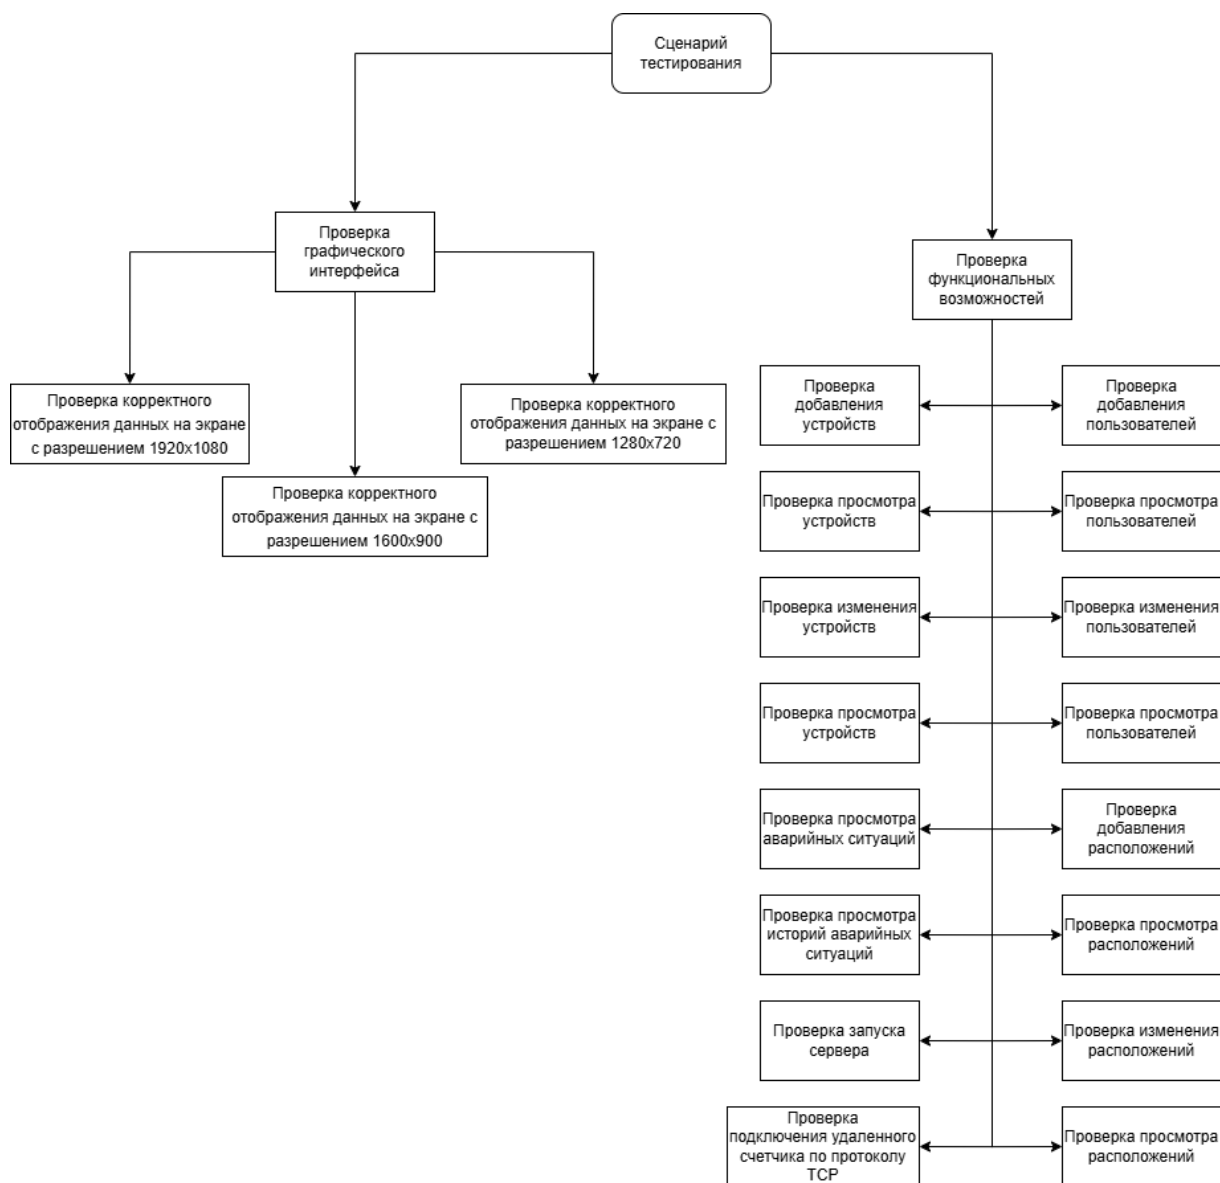 Сценарий
тестирования
Проверка
графического
интерфейса
Проверка
функциональных
возможностей
Проверка корректного
отображения данных на экране
с разрешением 1920x1080
Проверка корректного
отображения данных на экране с
разрешением 1280x720
Проверка корректного
отображения данных на экране с
разрешением 1600x900
Проверка
добавления
устройств
Проверка
добавления
пользователей
Проверка просмотра
устройств
Проверка просмотра
пользователей
Проверка изменения
устройств
Проверка изменения
пользователей
Проверка просмотра
устройств
Проверка просмотра
пользователей
Проверка просмотра
аварийных ситуаций
Проверка
добавления
расположений
Проверка просмотра
историй аварийных
ситуаций
Проверка просмотра
расположений
Проверка запуска
сервера
Проверка изменения
расположений
Проверка
подключения удаленного
счетчика по протоколу
TCP
Проверка просмотра
расположений